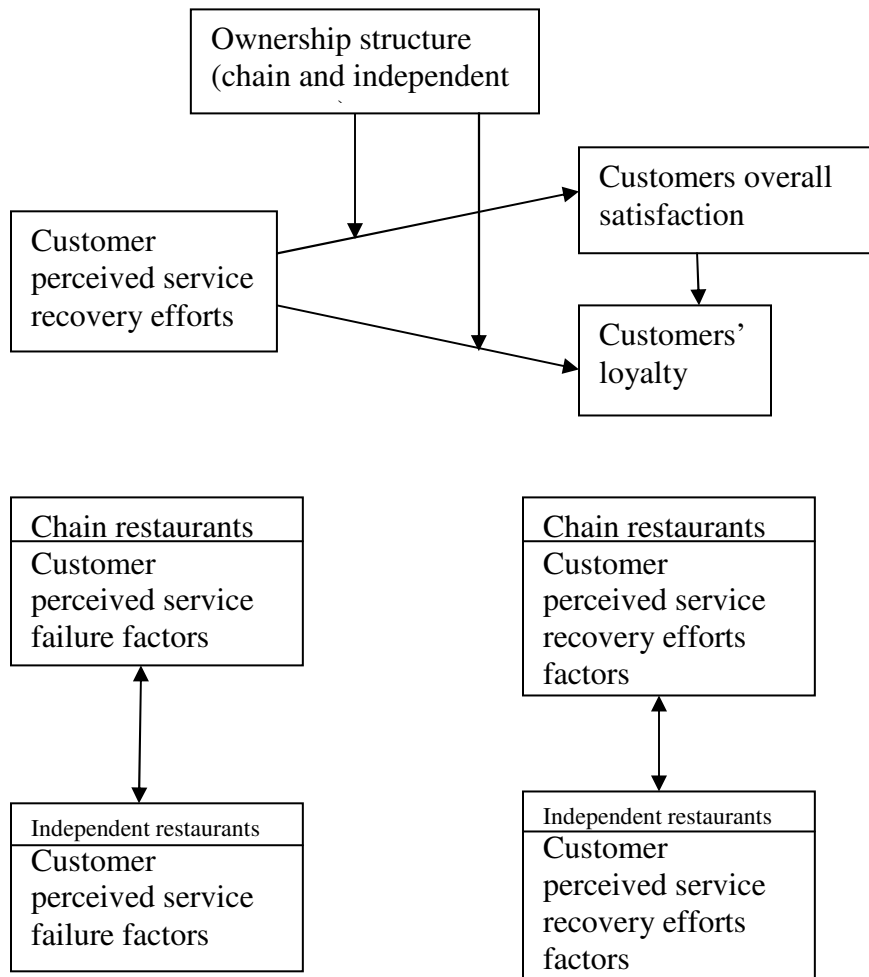 Ownership structure
(chain and independent
Customers overall
satisfaction
Customer
perceived service
recovery efforts
Customers’
loyalty
Chain restaurants
Customer
perceived service
failure factors
Chain restaurants
Customer
perceived service
recovery efforts
factors
Independent restaurants
Customer
perceived service
failure factors
Independent restaurants
Customer
perceived service
recovery efforts
factors